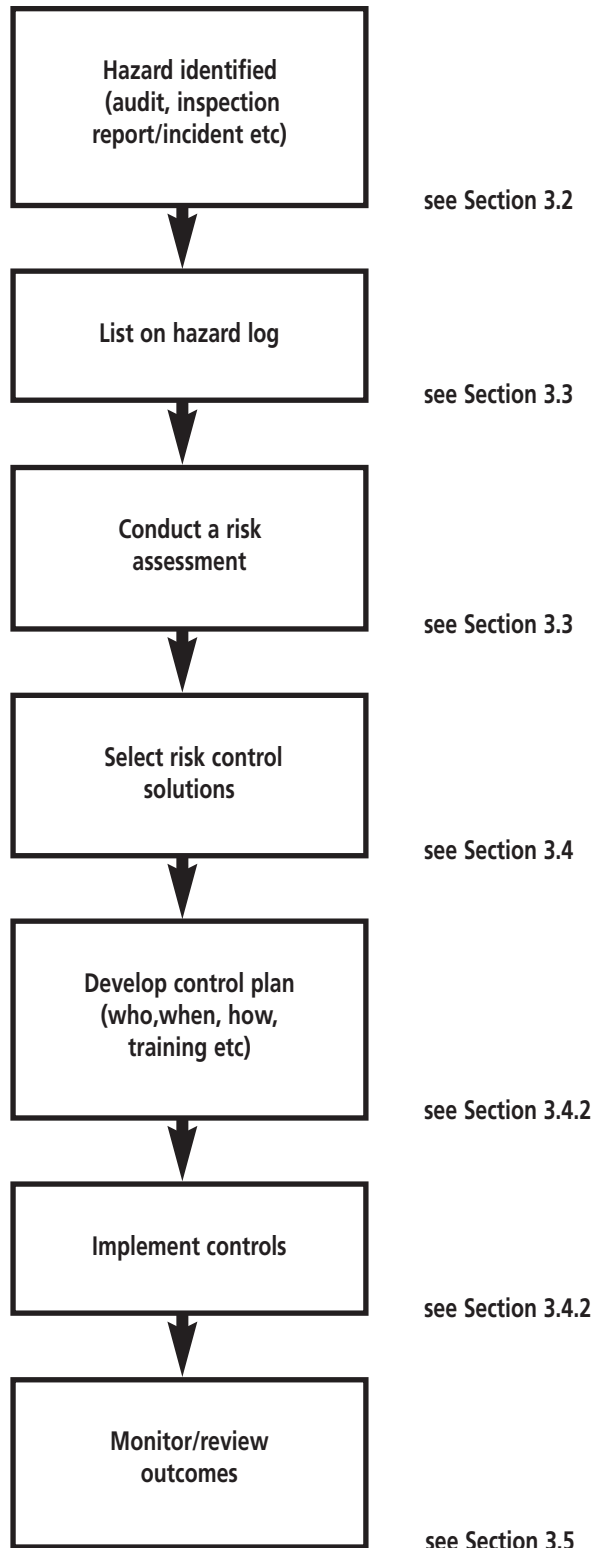 Hazard identified
(audit, inspection
report/incident etc)
see Section 3.2
List on hazard log
see Section 3.3
Conduct a risk
assessment
see Section 3.3
Select risk control
solutions
see Section 3.4
Develop control plan
(who,when, how,
training etc)
see Section 3.4.2
Implement controls
see Section 3.4.2
Monitor/review
outcomes
see Section 3.5